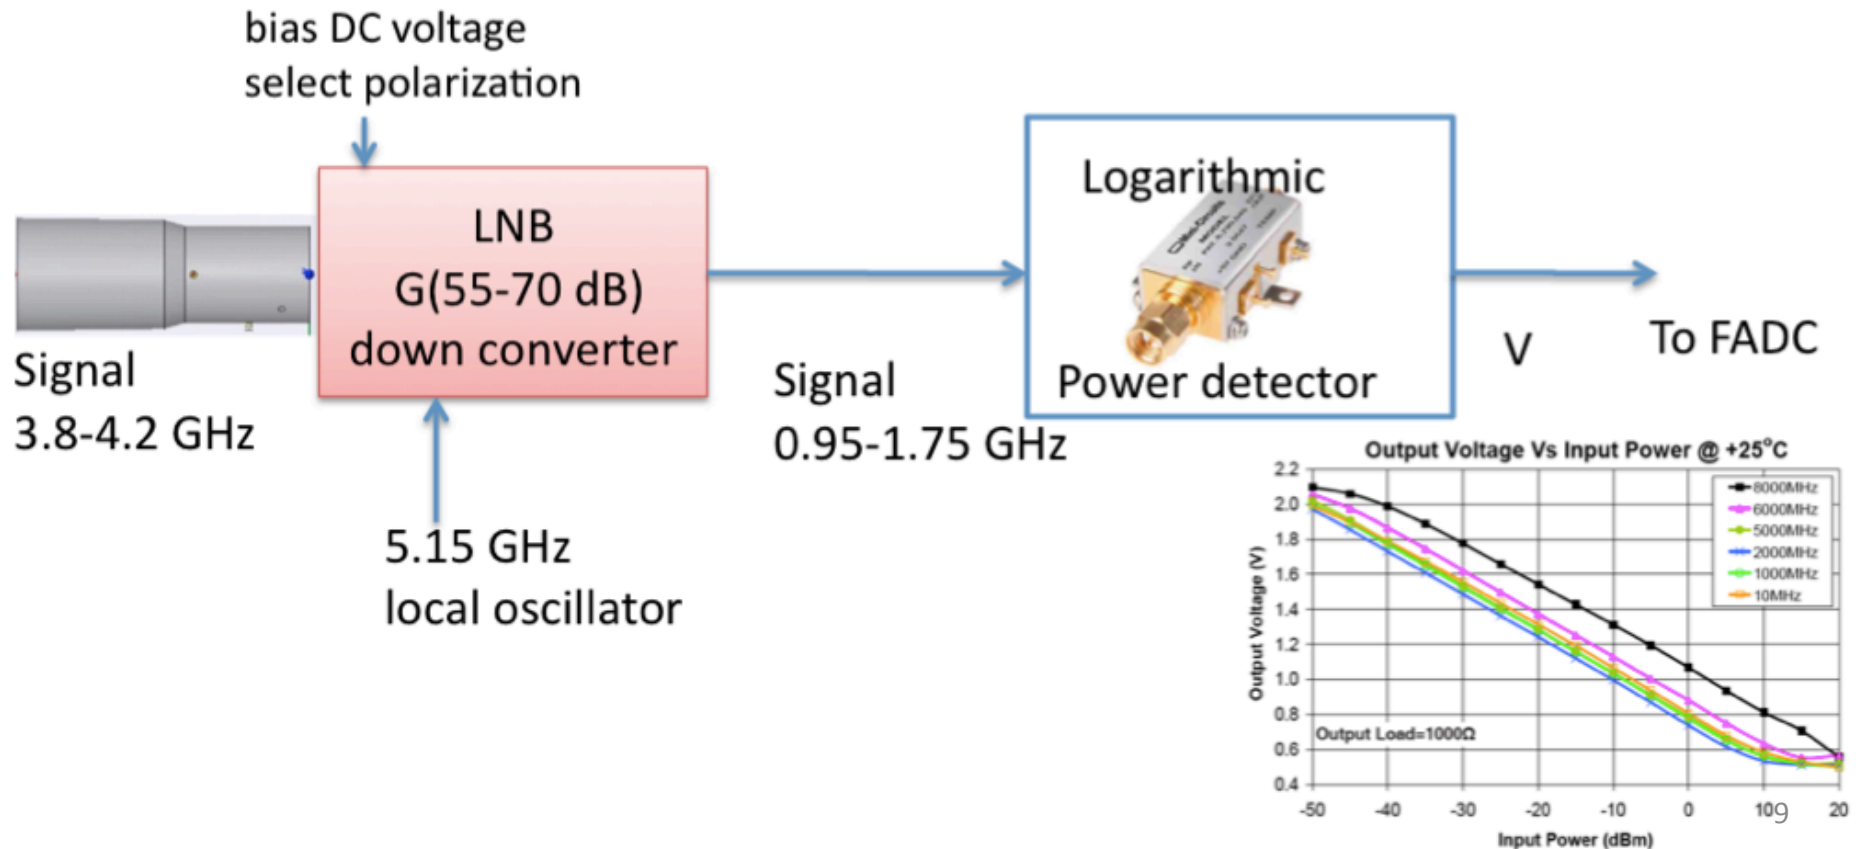 bias DC voltage
select polarization
LNB
G(55-70 dB)
down converter
Signal
3.8-4.2 GHz
5.15 GHz
local oscillator
Signal
0.95-1.75 GHz
Logarithmic
Mini-Circuits
Power detector
V
To FADC
Output Voltage Vs Input Power @ +25°C
Output Voltage (V)
2.2
2.0
1.8
1.6
1.4
1.2
1.0
0.8
0.6
0.4
8000MHz
6000MHz
5000MHz
2000MHz
1000MHz
10MHz
Output Load=1000Ω
-50 -40 -30 -20 -10 0 10 20
Input Power (dBm)
9